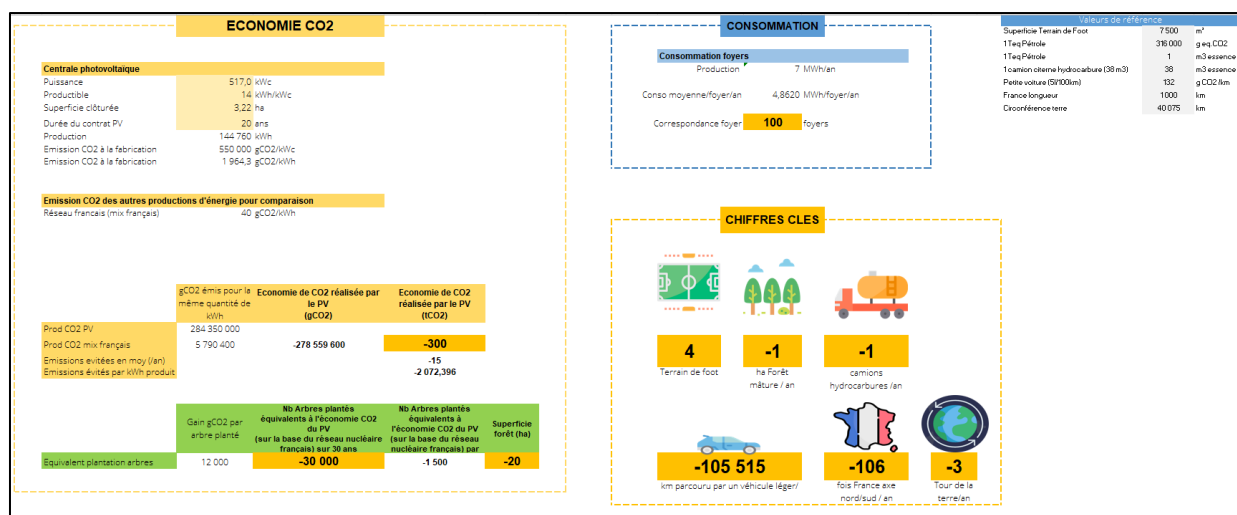 ECONOMIE CO2
Centrale photovoltaïque
Puissance 517,0 kWc
Productible 14 kWh/kWc
Superficie clôturée 3,22 ha
Durée du contrat PV 20 ans
Production 144 760 kWh
Emission CO2 à la fabrication 550 000 gCO2/kWc
Emission CO2 à la fabrication 1 964,3 gCO2/kWh
Emission CO2 des autres productions d'énergie pour comparaison
Réseau francais (mix français) 40 gCO2/kWh
gCO2 émis pour la même quantité de kWh
Economie de CO2 réalisée par le PV (gCO2)
Economie de CO2 réalisée par le PV (tCO2)
Prod CO2 PV 284 350 000
Prod CO2 mix français 5 790 400 -278 559 600 -300
Emissions evitées en moy (/an) -15
Emissions évités par kWh produit -2 072,396
Gain gCO2 par arbre planté
Nb Arbres plantés équivalents à l'économie CO2 du PV (sur la base du réseau nucléaire français) sur 30 ans
Nb Arbres plantés équivalents à l'économie CO2 du PV (sur la base du réseau nucléaire français) par
Superficie forêt (ha)
Equivalent plantation arbres 12 000 -30 000 -1 500 -20
CONSOMMATION
Consommation foyers
Production 7 MWh/an
Conso moyenne/foyer/an 4,8620 MWh/foyer/an
Correspondance foyer 100 foyers
CHIFFRES CLES
4 -1 -1
Terrain de foot
ha Forêt mâture / an
camions hydrocarbures /an
-105 515 -106 -3
km parcouru par un véhicule léger/
fois France axe nord/sud / an
Tour de la terre/an
Valeurs de référence
Superficie Terrain de Foot 7 500 m²
1 Teq Pétrole 316 000 g eq.CO2
1 Teq Pétrole 1 m3 essence
1 camion citerne hydrocarbure (38 m3) 38 m3 essence
Petite voiture (5l/100km) 132 g CO2/km
France longueur 1000 km
Circonférence terre 40 075 km